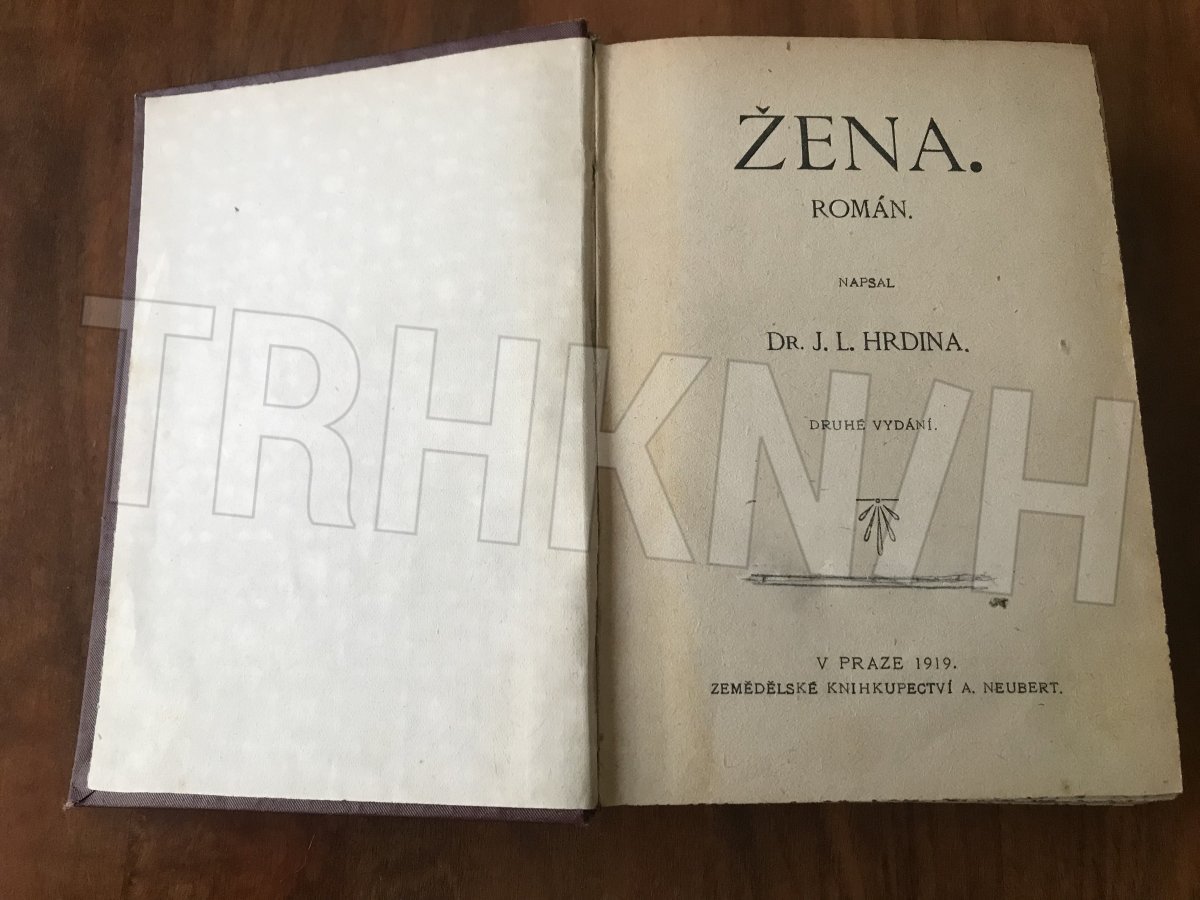 ŽENA.
ROMÁN.
NAPSAL
DR. J. L. HRDINA.
DRUHÉ VYDÁNÍ.
V PRAZE 1919.
ZEMĚDĚLSKÉ KNIHKUPECTVÍ A. NEUBERT.
TRHKNIH